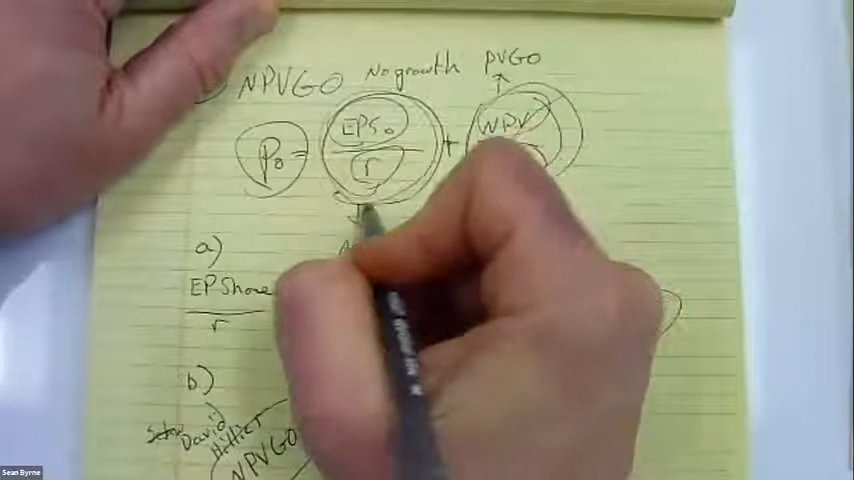 NPVGO No growth PVGO
P₀ = EPS₀ + NPV
r
a)
EPShare
r
b)
David
Hillier
NPVGO
Sean Byrne